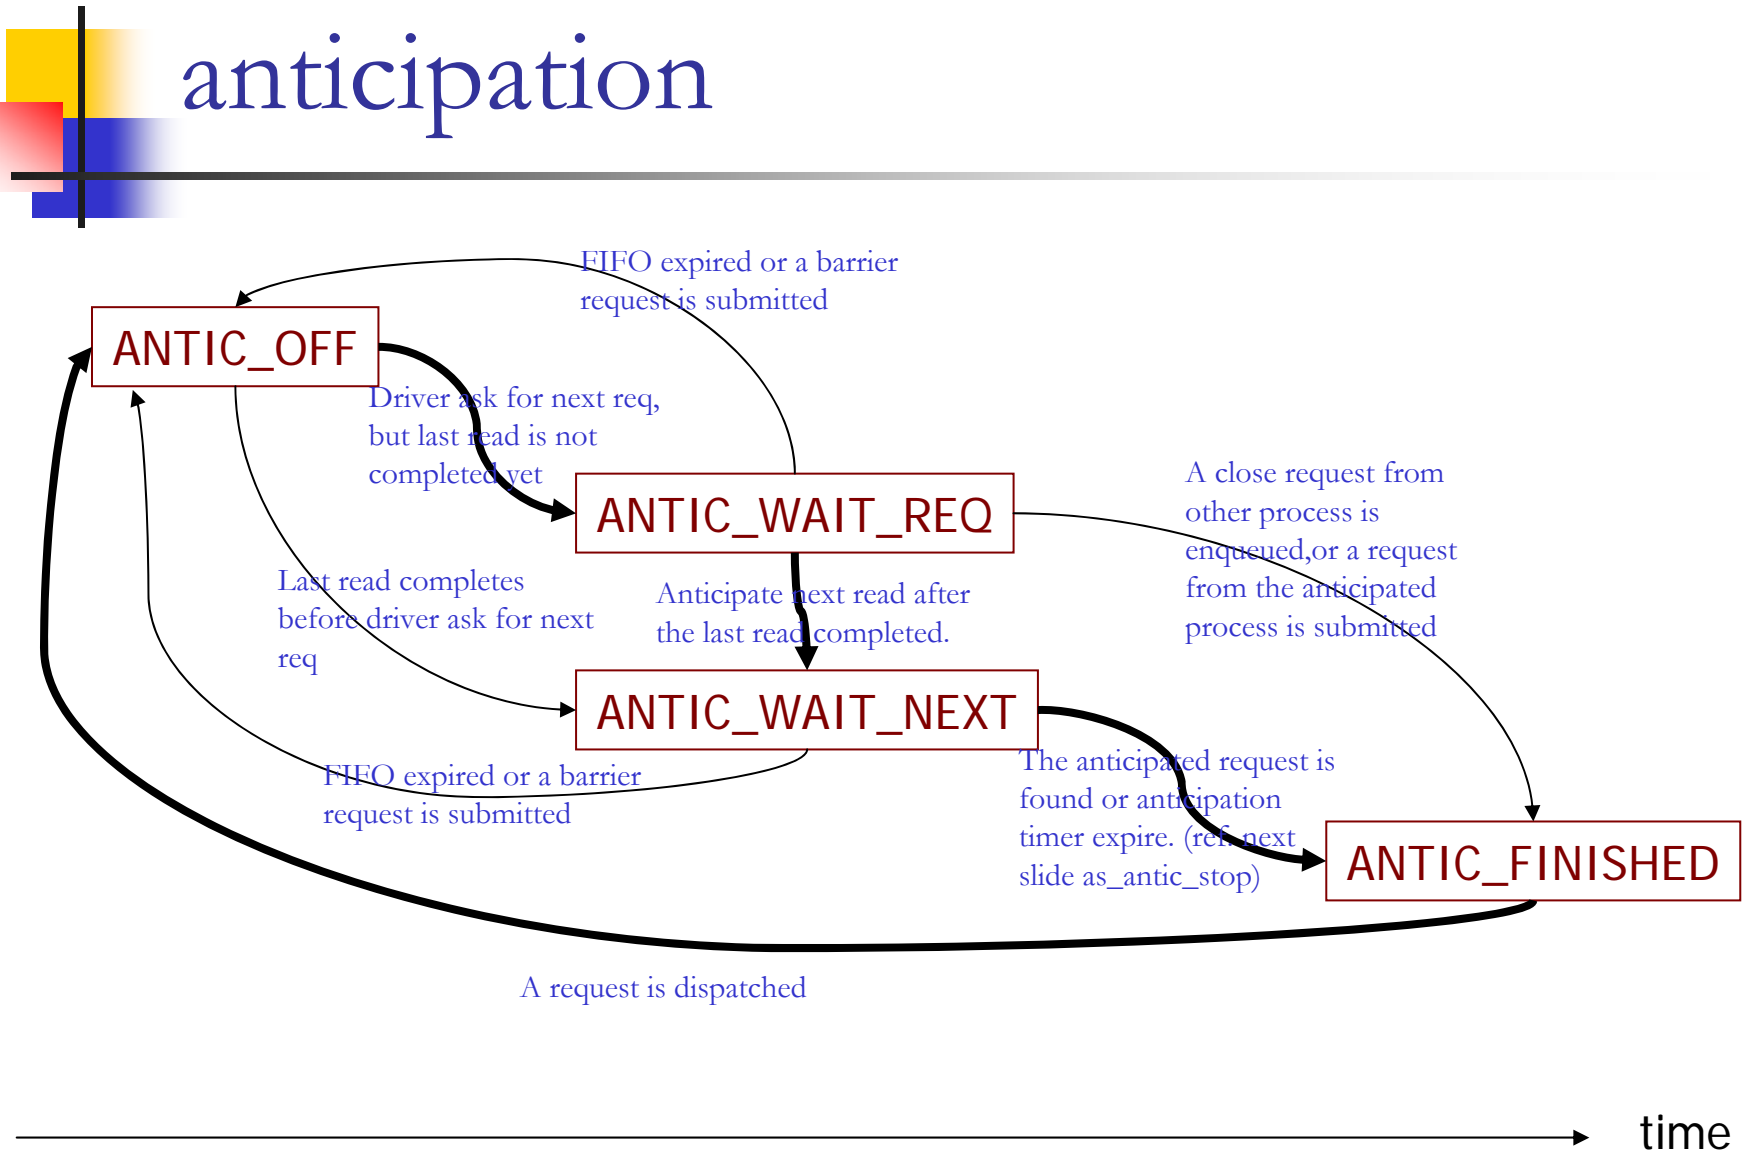 anticipation
FIFO expired or a barrier
request is submitted
ANTIC_OFF
Driver ask for next req,
but last read is not
completed yet
ANTIC_WAIT_REQ
A close request from
other process is
enqueued,or a request
from the anticipated
process is submitted
Last read completes
before driver ask for next
req
Anticipate next read after
the last read completed.
ANTIC_WAIT_NEXT
FIFO expired or a barrier
request is submitted
The anticipated request is
found or anticipation
timer expire. (ref. next
slide as_antic_stop)
ANTIC_FINISHED
A request is dispatched
time